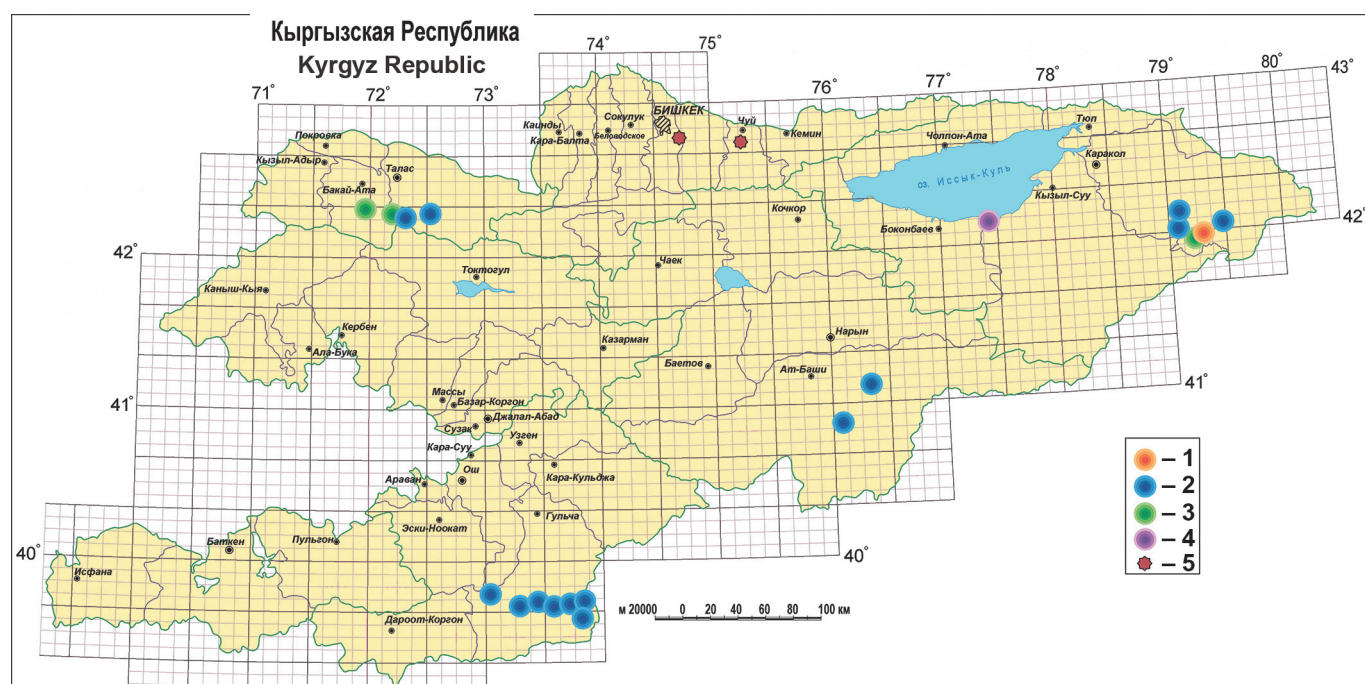 Кыргызская Республика
Kyrgyz Republic
71°
72°
73°
74°
75°
76°
77°
78°
79°
80°
43°
БИШКЕК
Сокулук
Каинды
Беловодское
Кара-Балта
Чуй
Кемин
Покровка
Кызыл-Адыр
Талас
Бакай-Ата
Чолпон-Ата
Тюп
Каракол
оз. Иссык-Куль
Кызыл-Суу
Кочкор
Боконбаев
42°
42°
Чаек
Токтогул
Каныш-Кыя
Кербен
Ала-Бука
Казарман
Нарын
Баетов
Ат-Баши
41°
41°
Массы
Базар-Коргон
Джалал-Абад
Сузак
Узген
Кара-Суу
Ош
Араван
Кара-Кульджа
Гульча
Эски-Ноокат
Пульгон
Баткен
40°
40°
Исфана
Дароот-Коргон
м 20000 0 20 40 60 80 100 км
– 1
– 2
– 3
– 4
– 5